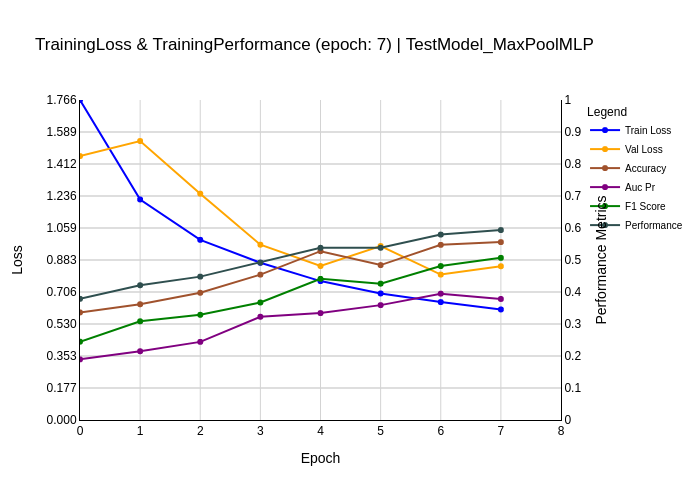 TrainingLoss & TrainingPerformance (epoch: 7) | TestModel_MaxPoolMLP
Legend
Train Loss
Val Loss
Accuracy
Auc Pr
F1 Score
Performance
Loss
1.766
1.589
1.412
1.236
1.059
0.883
0.706
0.530
0.353
0.177
0.000
1
0.9
0.8
0.7
0.6
0.5
0.4
0.3
0.2
0.1
0
Performance Metrics
0 1 2 3 4 5 6 7 8
Epoch